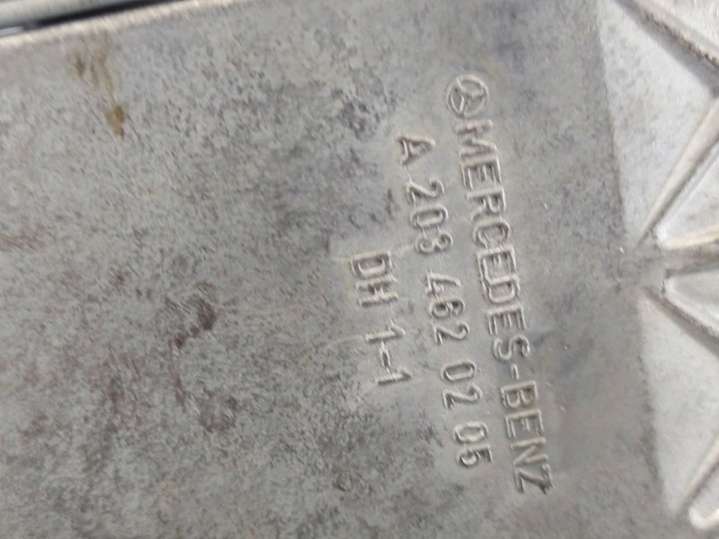 MERCEDES-BENZ
A 203 462 02 05
DH 1-1